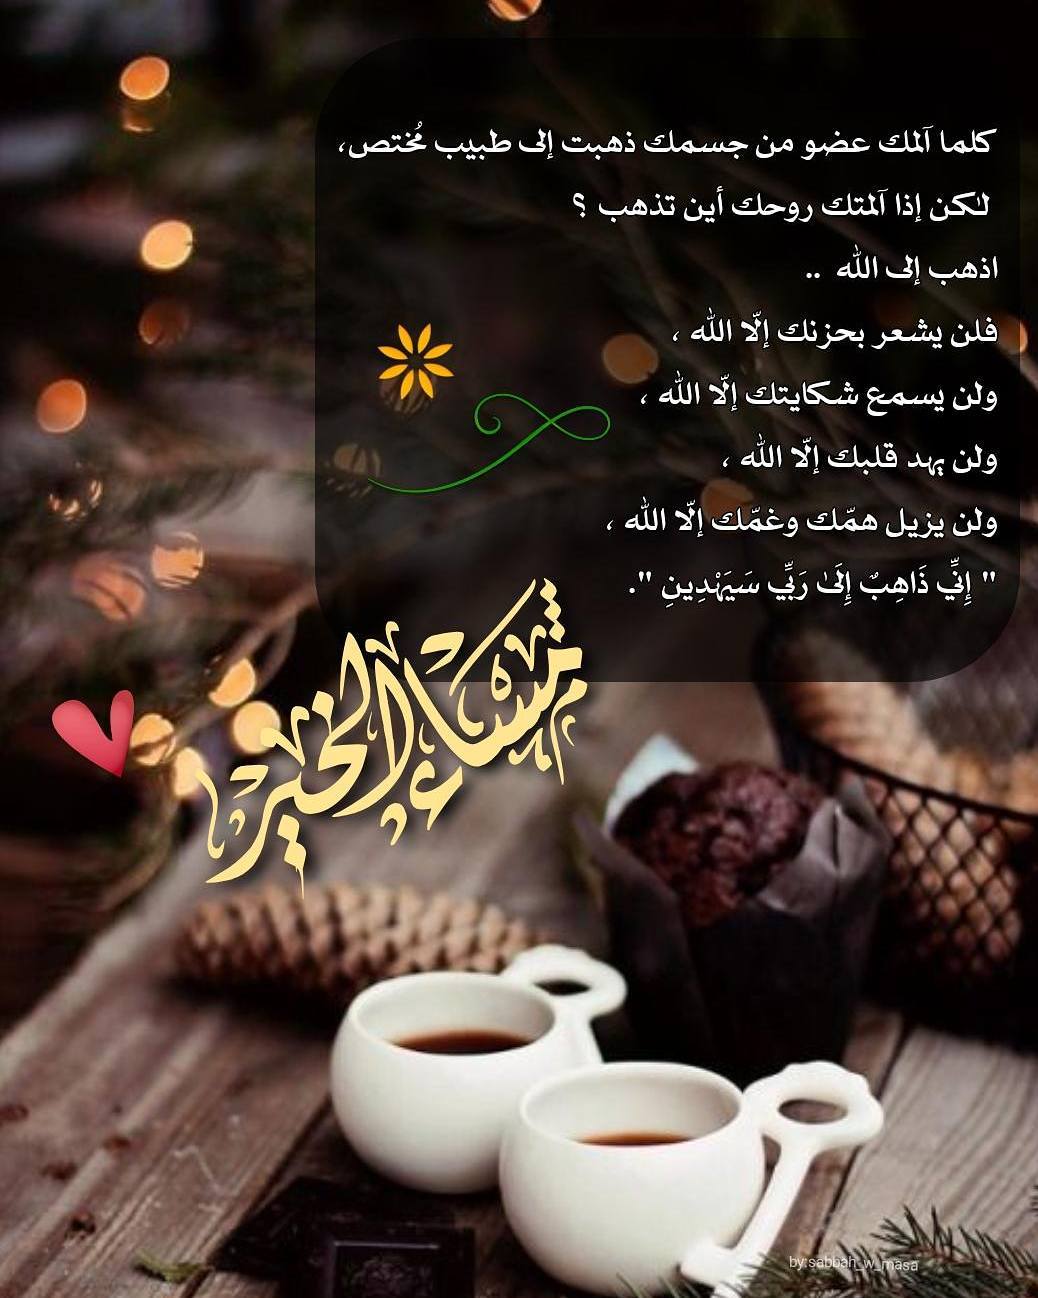 كلما آلمك عضو من جسمك ذهبت إلى طبيب مُختص،
لكن إذا آلمتك روحك أين تذهب ؟
اذهب إلى الله ..
فلن يشعر بحزنك إلّا الله ،
ولن يسمع شكايتك إلّا الله ،
ولن يهد قلبك إلّا الله ،
ولن يزيل همّك وغمّك إلّا الله ،
" إِنِّي ذَاهِبٌ إِلَىٰ رَبِّي سَيَهْدِينِ ".
مساء الخير
by:sabbah_w_masa